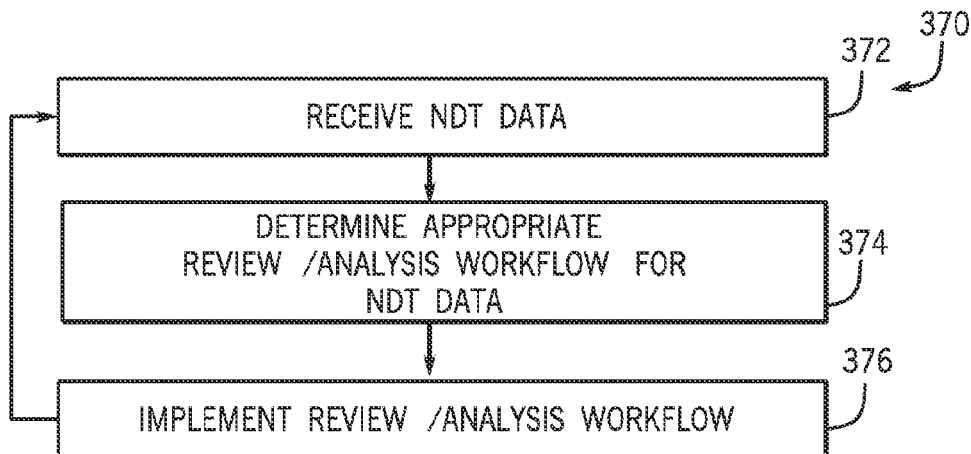 370
372
RECEIVE NDT DATA
DETERMINE APPROPRIATE
REVIEW /ANALYSIS WORKFLOW FOR
NDT DATA
374
376
IMPLEMENT REVIEW /ANALYSIS WORKFLOW